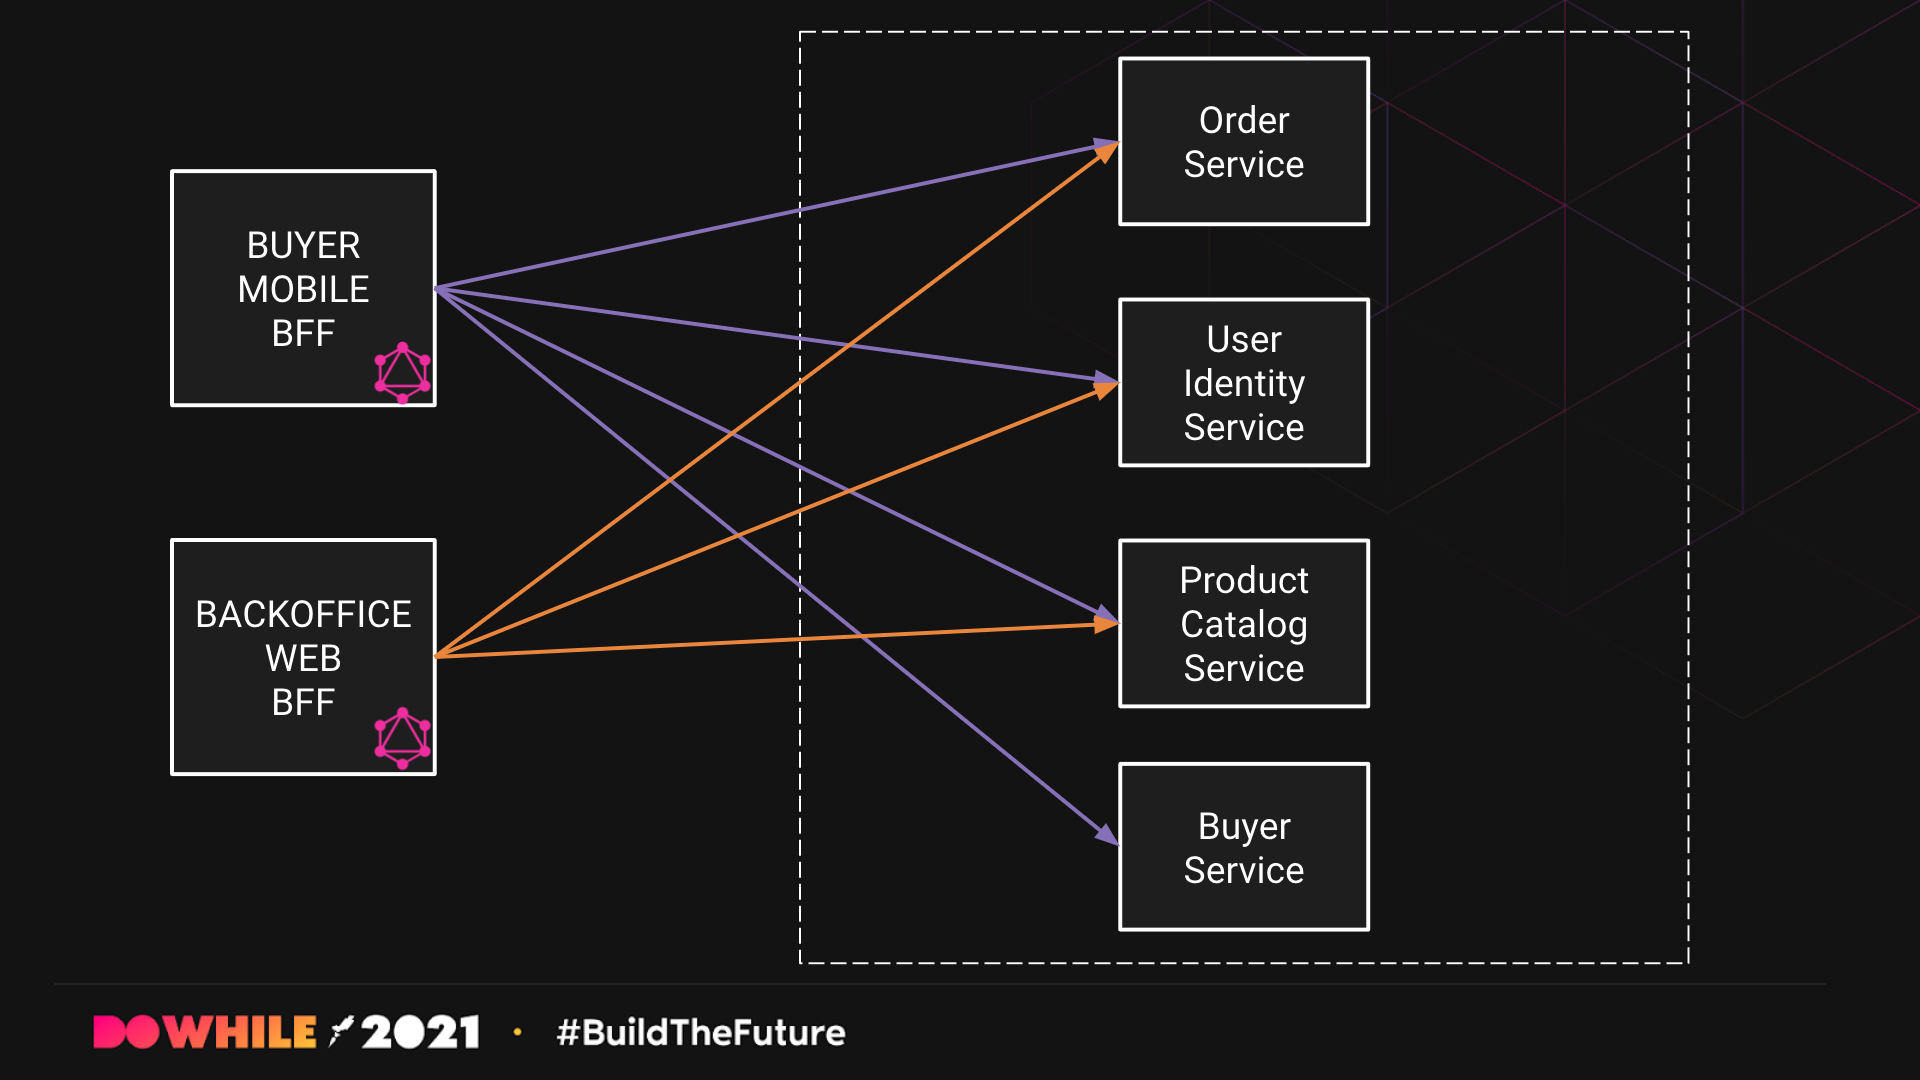 BUYER
MOBILE
BFF
BACKOFFICE
WEB
BFF
Order
Service
User
Identity
Service
Product
Catalog
Service
Buyer
Service
DOWHILE 2021 • #BuildTheFuture